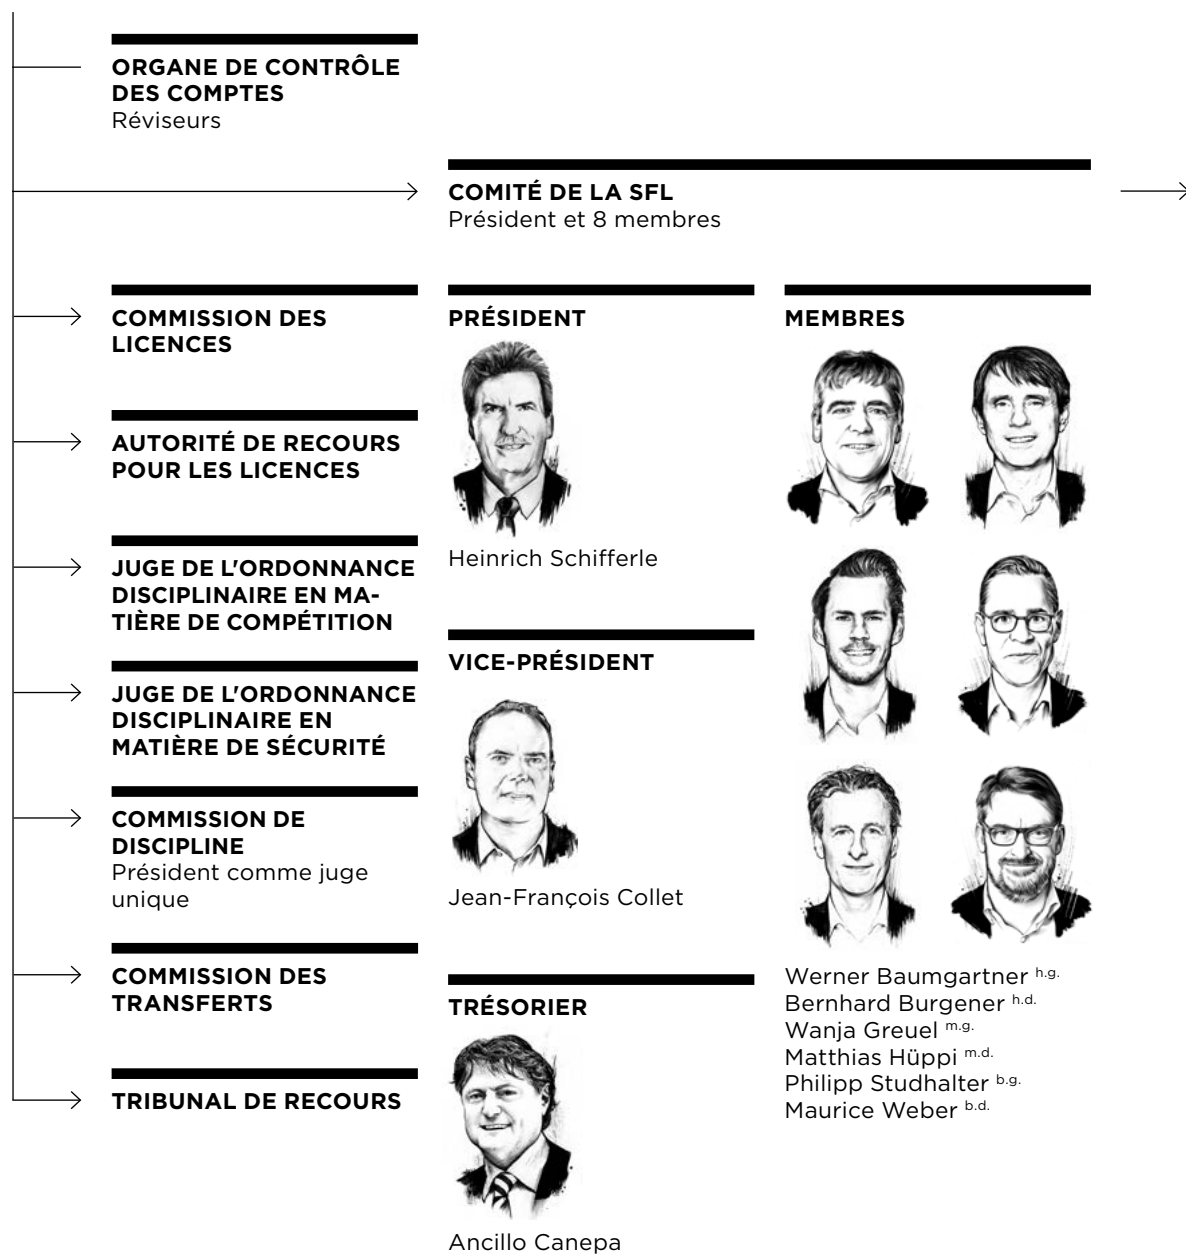 ORGANE DE CONTRÔLE
DES COMPTES
Réviseurs
COMITÉ DE LA SFL
Président et 8 membres
COMMISSION DES
LICENCES
AUTORITÉ DE RECOURS
POUR LES LICENCES
JUGE DE L'ORDONNANCE
DISCIPLINAIRE EN MA-
TIÈRE DE COMPÉTITION
JUGE DE L'ORDONNANCE
DISCIPLINAIRE EN
MATIÈRE DE SÉCURITÉ
COMMISSION DE
DISCIPLINE
Président comme juge
unique
COMMISSION DES
TRANSFERTS
TRIBUNAL DE RECOURS
PRÉSIDENT
Heinrich Schifferle
VICE-PRÉSIDENT
Jean-François Collet
TRÉSORIER
Ancillo Canepa
MEMBRES
Werner Baumgartner h.g.
Bernhard Burgener h.d.
Wanja Greuel m.g.
Matthias Hüppi m.d.
Philipp Studhalter b.g.
Maurice Weber b.d.